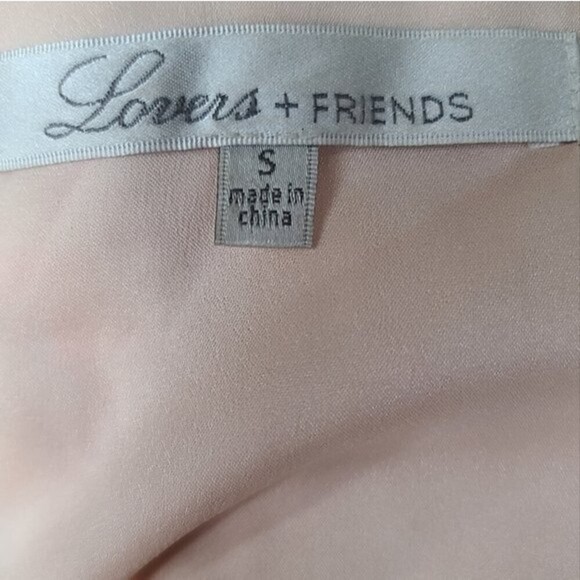 Lovers + FRIENDS
S
made in
china